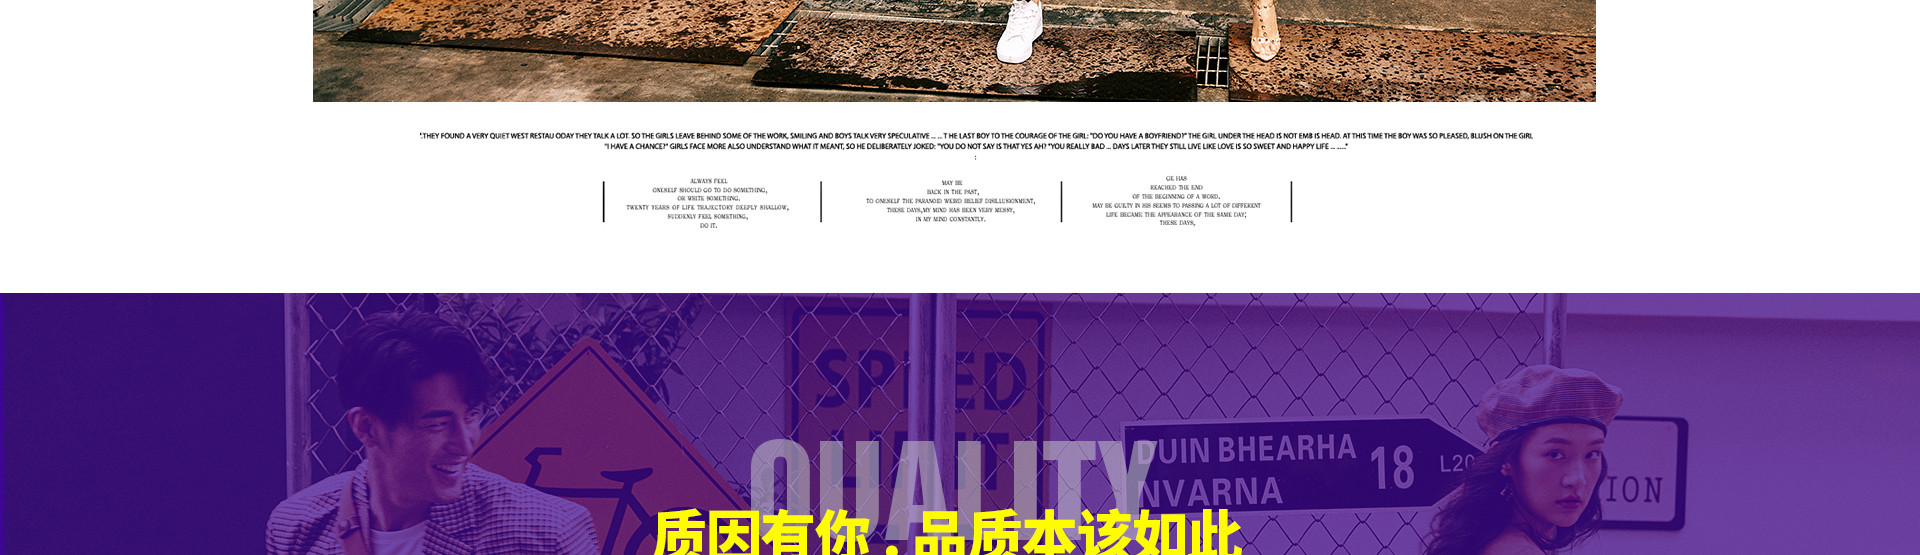 ".THEY FOUND A VERY QUIET WEST RESTAU ODAY THEY TALK A LOT. SO THE GIRLS LEAVE BEHIND SOME OF THE WORK, SMILING AND BOYS TALK VERY SPECULATIVE ... ... T HE LAST BOY TO THE COURAGE OF THE GIRL: "DO YOU HAVE A BOYFRIEND?" THE GIRL UNDER THE HEAD IS NOT EMB IS HEAD. AT THIS TIME THE BOY WAS SO PLEASED, BLUSH ON THE GIRL
"I HAVE A CHANCE?" GIRLS FACE MORE ALSO UNDERSTAND WHAT IT MEANT, SO HE DELIBERATELY JOKED: "YOU DO NOT SAY IS THAT YES AH? "YOU REALLY BAD ... DAYS LATER THEY STILL LIVE LIKE LOVE IS SO SWEET AND HAPPY LIFE ... ....."
:
ALWAYS FEEL
ONESELF SHOULD GO TO DO SOMETHING,
OR WRITE SOMETHING.
TWENTY YEARS OF LIFE TRAJECTORY DEEPLY SHALLOW,
SUDDENLY FEEL SOMETHING,
DO IT.
MAY BE
BACK IN THE PAST,
TO ONESELF THE PARANOID WEIRD BELIEF DISILLUSIONMENT,
THESE DAYS,MY MIND HAS BEEN VERY MESSY,
IN MY MIND CONSTANTLY.
GE HAS
REACHED THE END
OF THE BEGINNING OF A WORD,
MAY BE GUILTY IN HIS SEEMS TO PASSING A LOT OF DIFFERENT
LIFE BECAME THE APPEARANCE OF THE SAME DAY;
THESE DAYS,
SPEED
LIMIT
DUIN BHEARHA
NVARNA
18
L20
ION
QUALITY
质因有你 . 品质本该如此